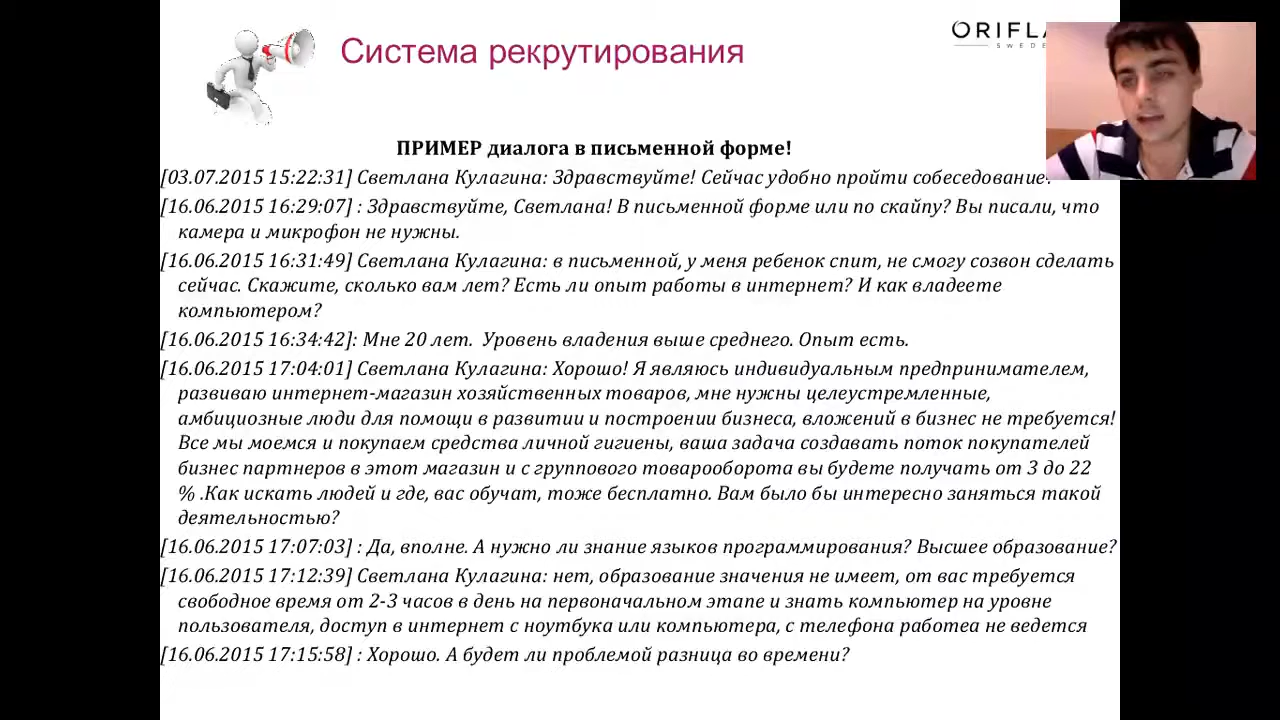 Система рекрутирования
ORIFLA
SWEDE
ПРИМЕР диалога в письменной форме!
[03.07.2015 15:22:31] Светлана Кулагина: Здравствуйте! Сейчас удобно пройти собеседование?
[16.06.2015 16:29:07] : Здравствуйте, Светлана! В письменной форме или по скайпу? Вы писали, что
камера и микрофон не нужны.
[16.06.2015 16:31:49] Светлана Кулагина: в письменной, у меня ребенок спит, не смогу созвон сделать
сейчас. Скажите, сколько вам лет? Есть ли опыт работы в интернет? И как владеете
компьютером?
[16.06.2015 16:34:42]: Мне 20 лет. Уровень владения выше среднего. Опыт есть.
[16.06.2015 17:04:01] Светлана Кулагина: Хорошо! Я являюсь индивидуальным предпринимателем,
развиваю интернет-магазин хозяйственных товаров, мне нужны целеустремленные,
амбициозные люди для помощи в развитии и построении бизнеса, вложений в бизнес не требуется!
Все мы моемся и покупаем средства личной гигиены, ваша задача создавать поток покупателей
бизнес партнеров в этот магазин и с группового товарооборота вы будете получать от 3 до 22
% .Как искать людей и где, вас обучат, тоже бесплатно. Вам было бы интересно заняться такой
деятельностью?
[16.06.2015 17:07:03] : Да, вполне. А нужно ли знание языков программирования? Высшее образование?
[16.06.2015 17:12:39] Светлана Кулагина: нет, образование значения не имеет, от вас требуется
свободное время от 2-3 часов в день на первоначальном этапе и знать компьютер на уровне
пользователя, доступ в интернет с ноутбука или компьютера, с телефона работеа не ведется
[16.06.2015 17:15:58] : Хорошо. А будет ли проблемой разница во времени?